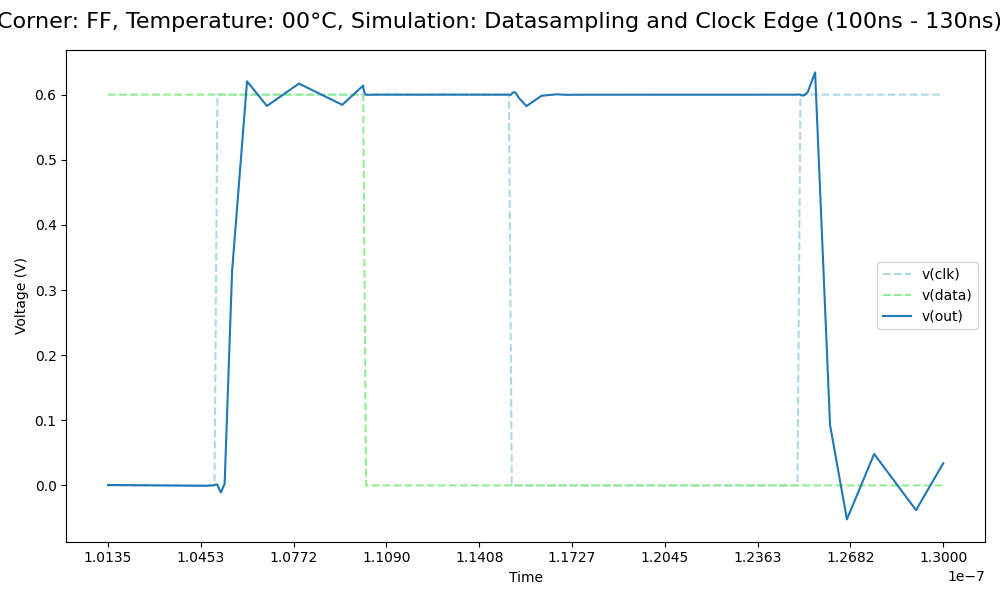 Corner: FF, Temperature: 00°C, Simulation: Datasampling and Clock Edge (100ns - 130ns)
Voltage (V)
0.6
0.5
0.4
0.3
0.2
0.1
0.0
v(clk)
v(data)
v(out)
1.0135 1.0453 1.0772 1.1090 1.1408 1.1727 1.2045 1.2363 1.2682 1.3000
Time
1e−7